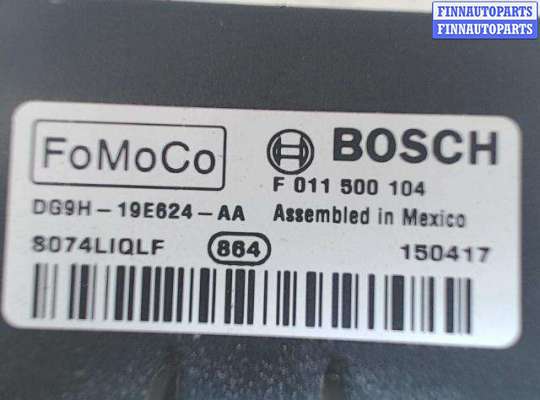 FINNAUTOPARTS
FINNAUTOPARTS
FoMoCo
BOSCH
F 011 500 104
DG9H-19E624-AA Assembled in Mexico
8074LIQLF 864 150417